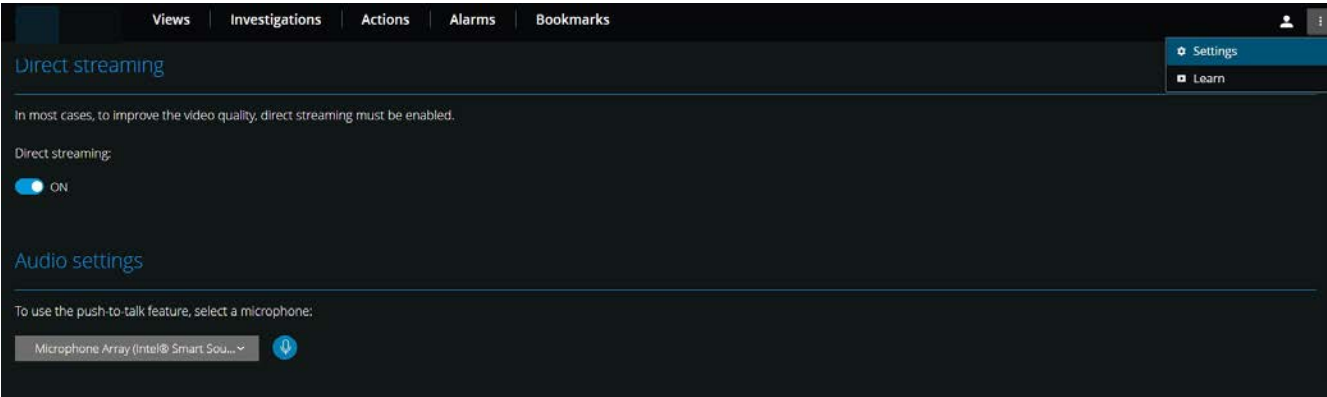 Views Investigations Actions Alarms Bookmarks
Settings
Learn
Direct streaming
In most cases, to improve the video quality, direct streaming must be enabled.
Direct streaming:
ON
Audio settings
To use the push-to-talk feature, select a microphone:
Microphone Array (Intel® Smart Sou...